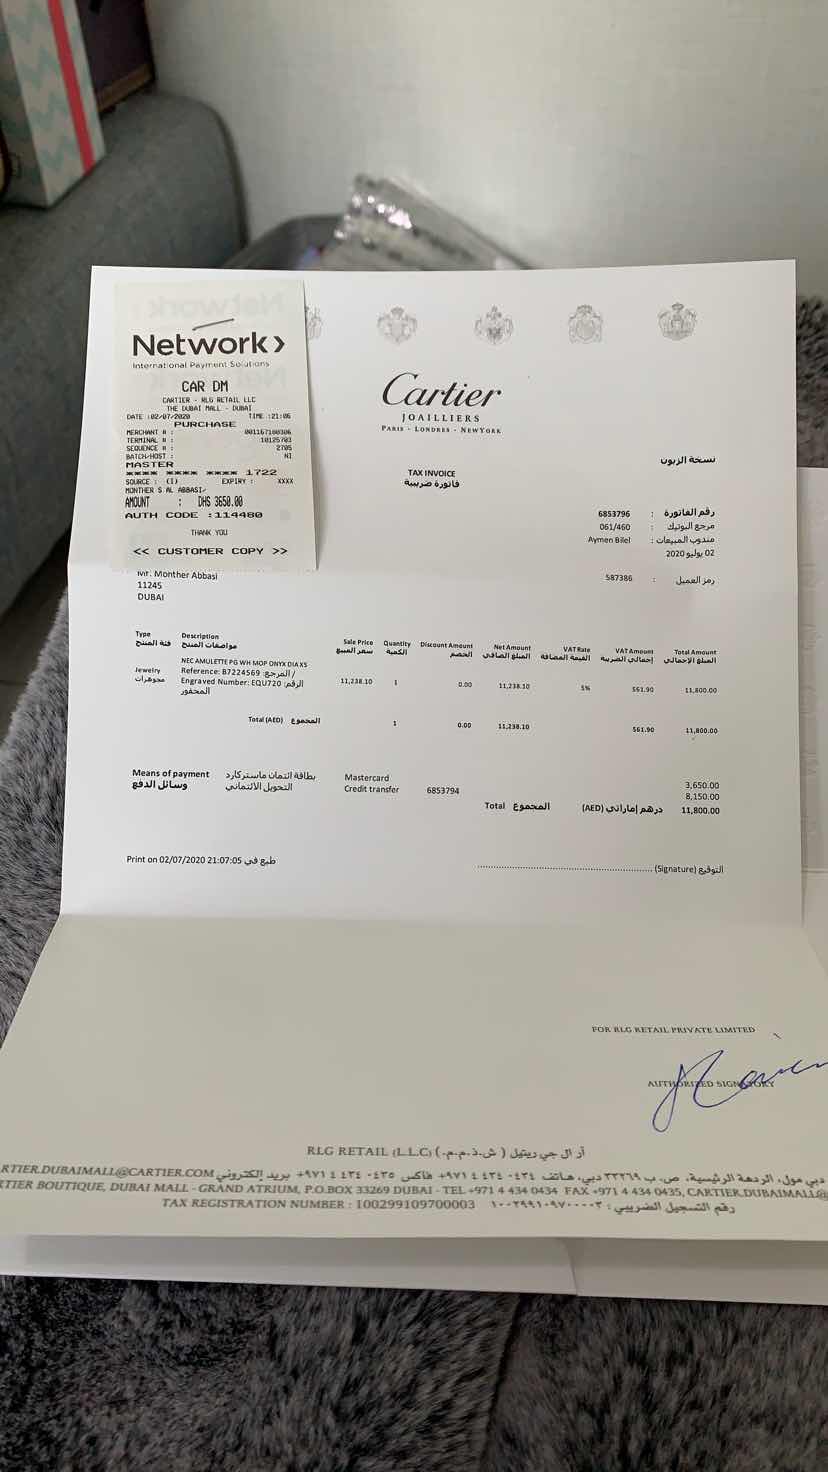 Network>
International Payment Solutions
CAR DM
CARTIER - RLG RETAIL LLC
THE DUBAI MALL - DUBAI
DATE :02/07/2020 TIME :21:06
PURCHASE
MERCHANT # :
TERMINAL # : 10125703
SEQUENCE # : 2705
BATCH/HOST : NI
MASTER
**** **** **** 1722
SOURCE : (I) EXPIRY : XXXX
MONTHER S AL ABBASI/
AMOUNT : DHS 3650.00
AUTH CODE :114480
THANK YOU
<< CUSTOMER COPY >>
Cartier
JOAILLIERS
PARIS - LONDRES - NEWYORK
نسخة الزبون
TAX INVOICE
فاتورة ضريبية
رقم الفاتورة : 6853796
مرجع البوتيك : 061/460
مندوب المبيعات : Aymen Bilel
02 يوليو 2020
رمز العميل : 587386
Mr. Monther Abbasi
11245
DUBAI
Type Description Sale Price Quantity Discount Amount Net Amount VAT Rate VAT Amount Total Amount
فئة المنتج مواصفات المنتج سعر المبيع الكمية الخصم المبلغ الصافي القيمة المضافة إجمالي الضريبة المبلغ الإجمالي
NEC AMULETTE PG WH MOP ONYX DIA XS
Jewelry Reference: B7224569 :المرجع / 11,238.10 1 0.00 11,238.10 5% 561.90 11,800.00
مجوهرات Engraved Number: EQU720 :الرقم
المحفور
Total (AED) المجموع 1 0.00 11,238.10 561.90 11,800.00
Means of payment بطاقة ائتمان ماستركارد Mastercard 3,650.00
وسائل الدفع التحويل الائتماني Credit transfer 6853794 8,150.00
Total المجموع (AED) درهم إماراتي 11,800.00
Print on 02/07/2020 21:07:05 طبع في
(Signature) التوقيع
FOR RLG RETAIL PRIVATE LIMITED
AUTHORIZED SIGNATORY
RLG RETAIL (L.L.C) (.ش.ذ.م.م) آر ال جي ريتيل
دبي مول، الردهة الرئيسية، ص.ب ٣٣٢٦٩ دبي، هاتف ٠٤٣٤ ٤٣٤ ٤ ٩٧١+ فاكس ٠٤٣٥ ٤٣٤ ٤ ٩٧١+ بريد إلكتروني RTIER.DUBAIMALL@CARTIER.COM
RTIER BOUTIQUE, DUBAI MALL - GRAND ATRIUM, P.O.BOX 33269 DUBAI - TEL +971 4 434 0434 FAX +971 4 434 0435, CARTIER.DUBAIMALL@
TAX REGISTRATION NUMBER : 100299109700003 رقم التسجيل الضريبي : ١٠٠٢٩٩١٠٩٧٠٠٠٠٣